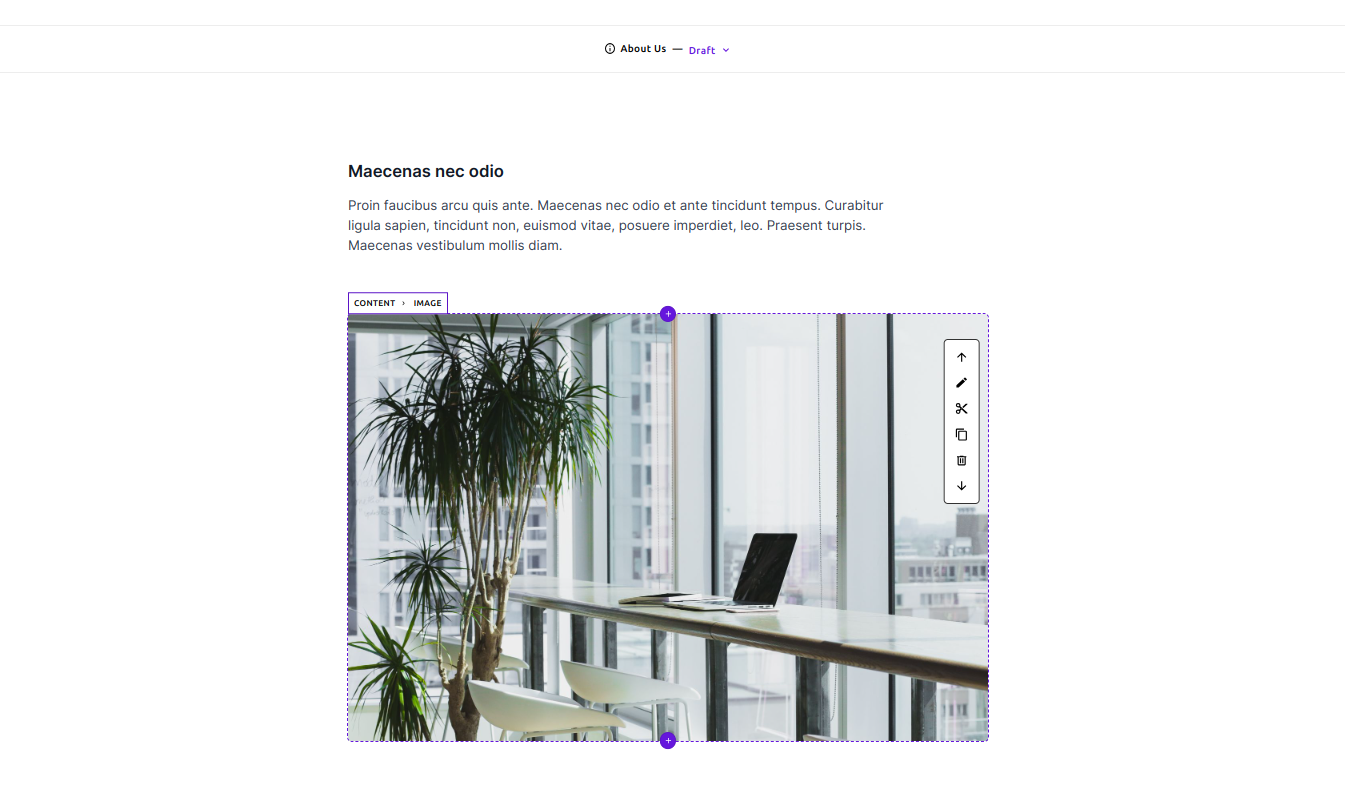 About Us — Draft
Maecenas nec odio
Proin faucibus arcu quis ante. Maecenas nec odio et ante tincidunt tempus. Curabitur
ligula sapien, tincidunt non, euismod vitae, posuere imperdiet, leo. Praesent turpis.
Maecenas vestibulum mollis diam.
CONTENT › IMAGE